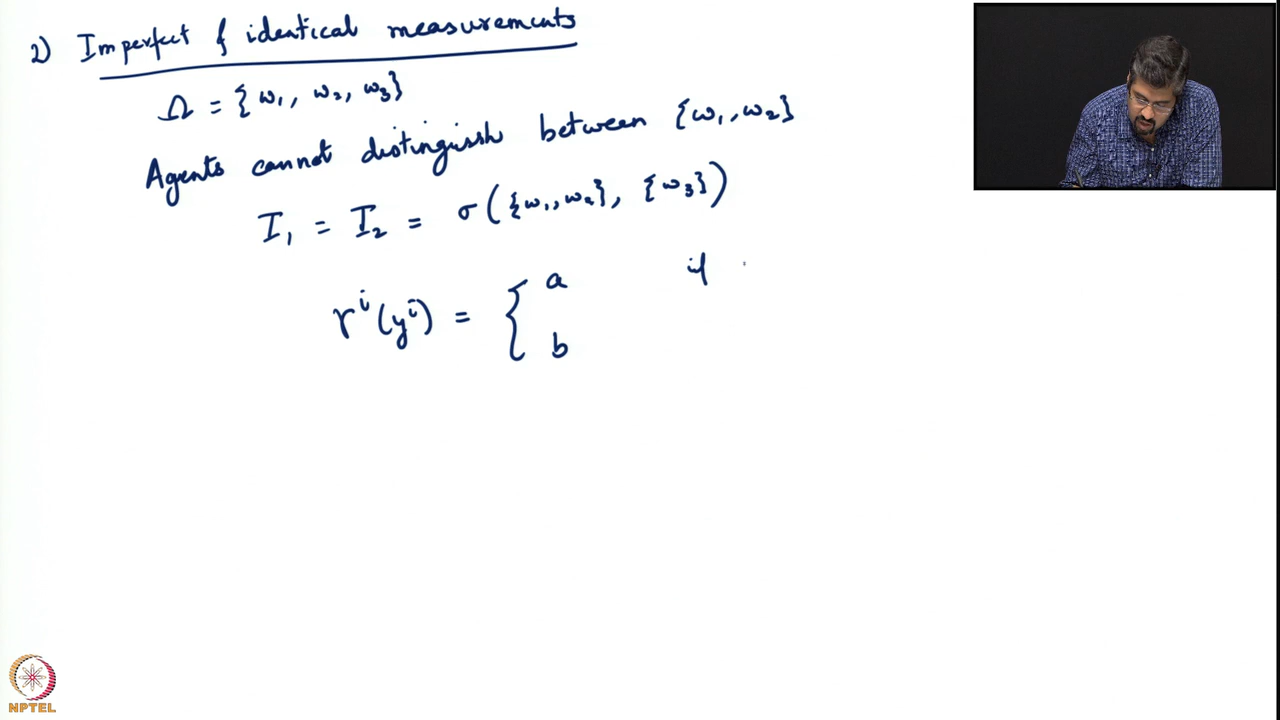 2) Imperfect & identical measurements
Ω = {ω₁, ω₂, ω₃}
Agents cannot distinguish between {ω₁, ω₂}
I₁ = I₂ = σ({ω₁, ω₂}, {ω₃})
γⁱ(yⁱ) = { a if
b
NPTEL